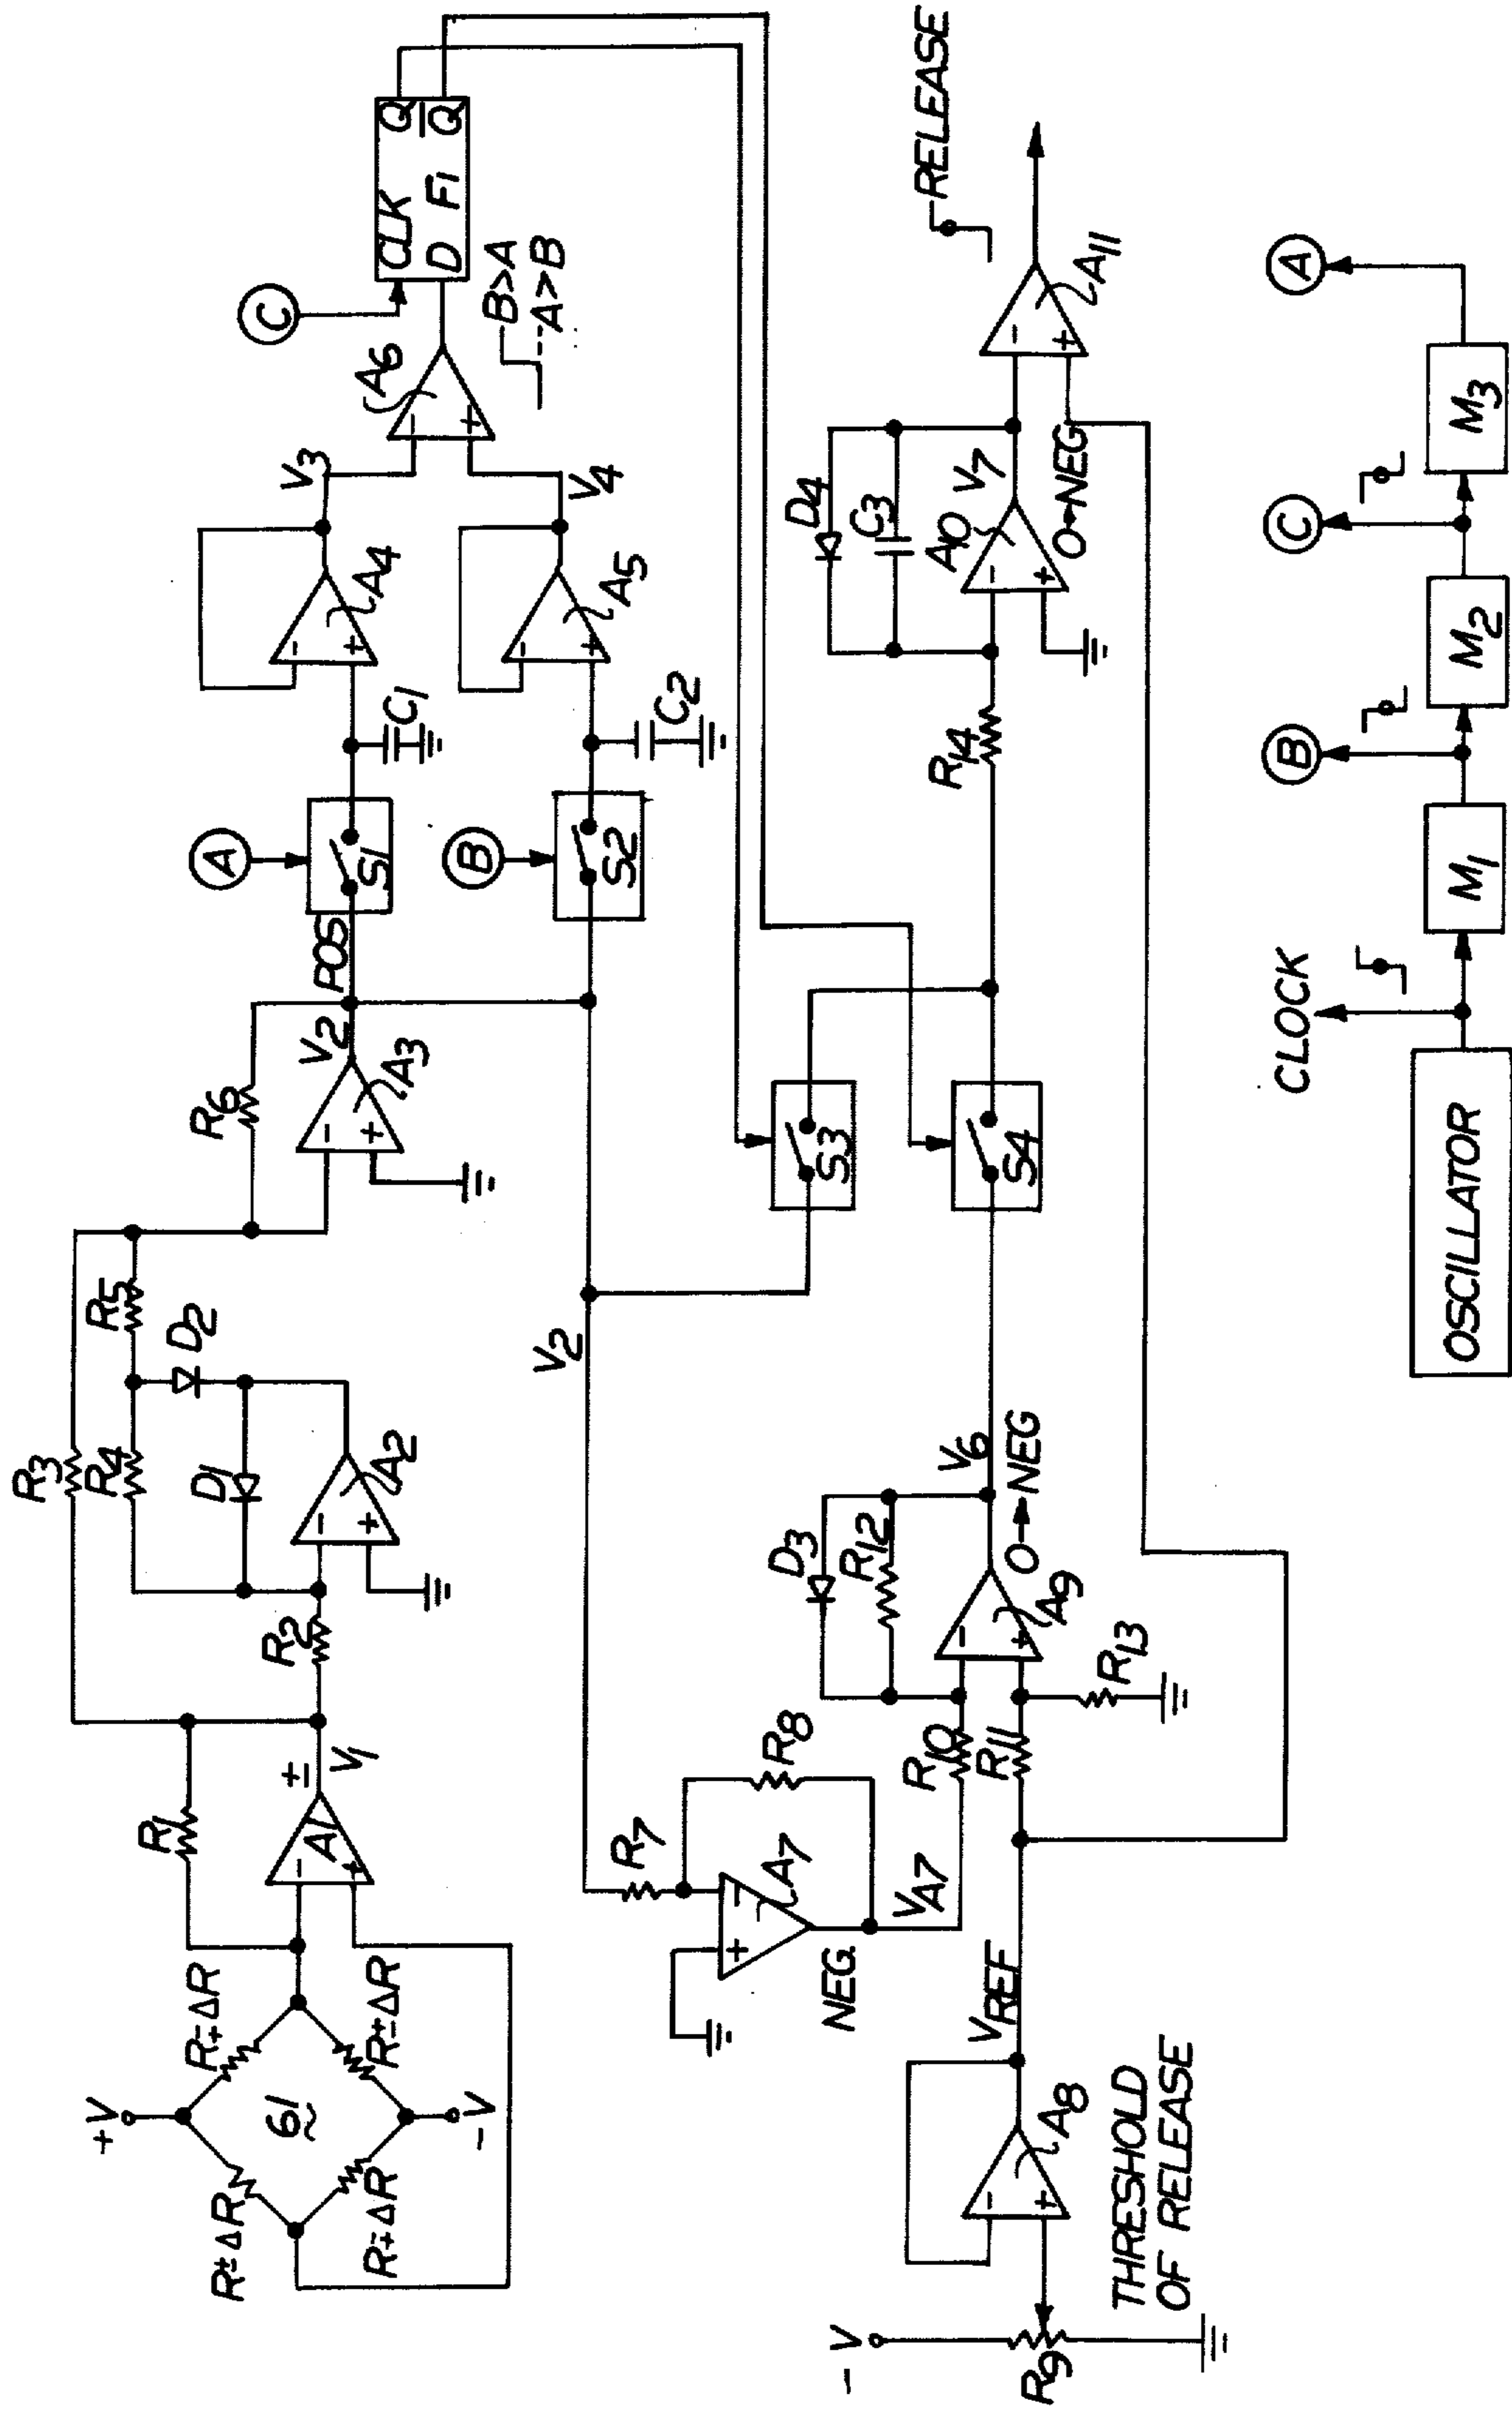 +V
R∓ΔR
R±ΔR
61
R±ΔR
R∓ΔR
-V
R1
A1
±
V1
R3
R2
R4
R5
D1
D2
A2
R6
A3
V2
POS
A
S1
C1
A4
V3
B
S2
C2
A5
V4
A6
B>A
A>B
C
CLK
Q
D
F1
Q̅
V2
R7
R8
A7
NEG.
VA7
-V
R9
A8
VREF
THRESHOLD
OF RELEASE
R10
R11
R13
D3
R12
A9
V6
O→NEG
S3
S4
R14
D4
C3
A10
V7
O→NEG
A11
RELEASE
OSCILLATOR
CLOCK
M1
B
M2
C
M3
A